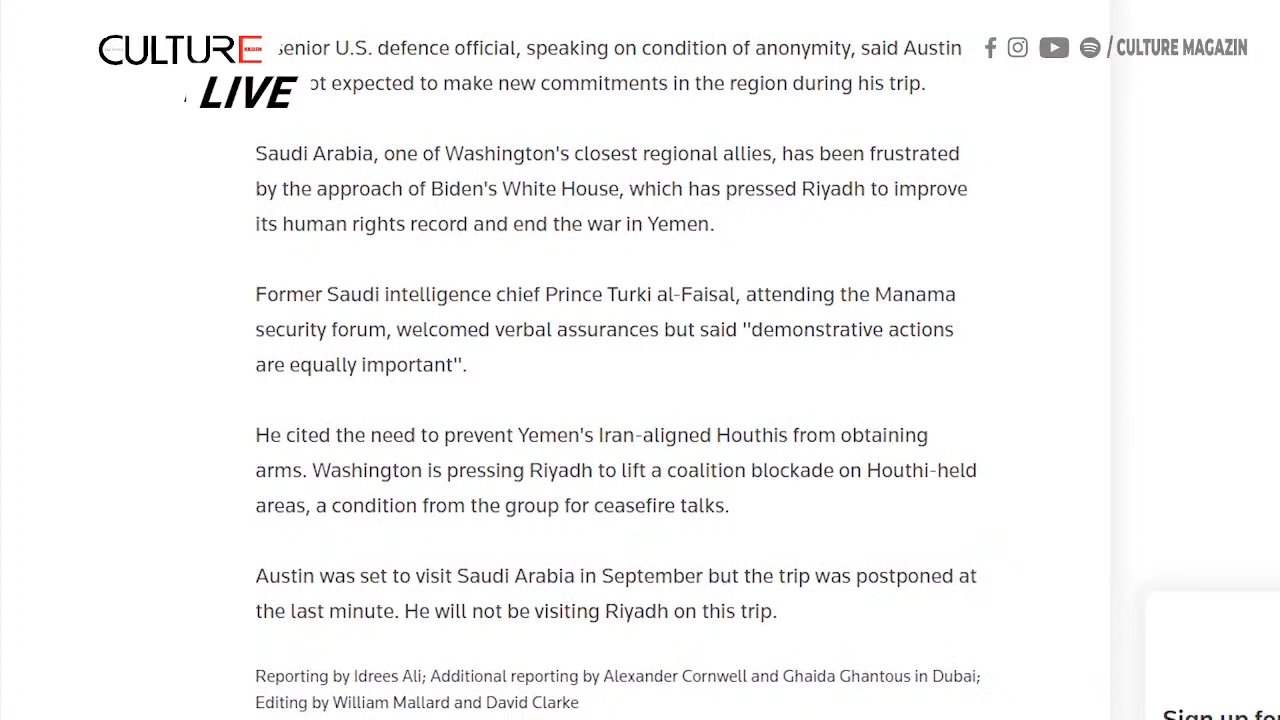 CULTURE
MAGAZIN
LIVE
/ CULTURE MAGAZIN
senior U.S. defence official, speaking on condition of anonymity, said Austin
ot expected to make new commitments in the region during his trip.
Saudi Arabia, one of Washington's closest regional allies, has been frustrated
by the approach of Biden's White House, which has pressed Riyadh to improve
its human rights record and end the war in Yemen.
Former Saudi intelligence chief Prince Turki al-Faisal, attending the Manama
security forum, welcomed verbal assurances but said "demonstrative actions
are equally important".
He cited the need to prevent Yemen's Iran-aligned Houthis from obtaining
arms. Washington is pressing Riyadh to lift a coalition blockade on Houthi-held
areas, a condition from the group for ceasefire talks.
Austin was set to visit Saudi Arabia in September but the trip was postponed at
the last minute. He will not be visiting Riyadh on this trip.
Reporting by Idrees Ali; Additional reporting by Alexander Cornwell and Ghaida Ghantous in Dubai;
Editing by William Mallard and David Clarke
Sign up for